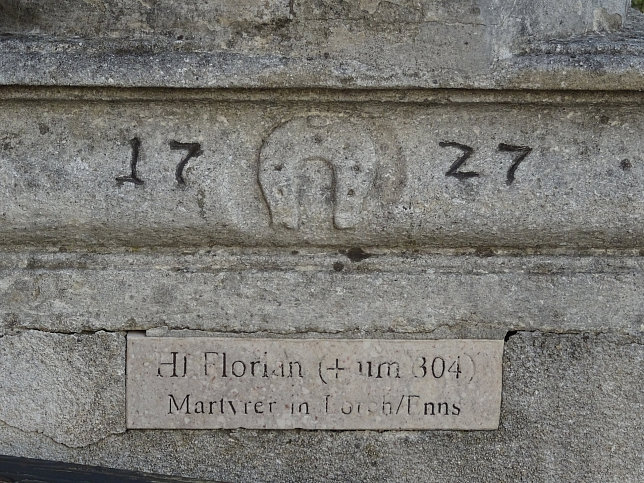 17 27
Hl Florian (+ um 304)
Martyrer in Lorch/Enns